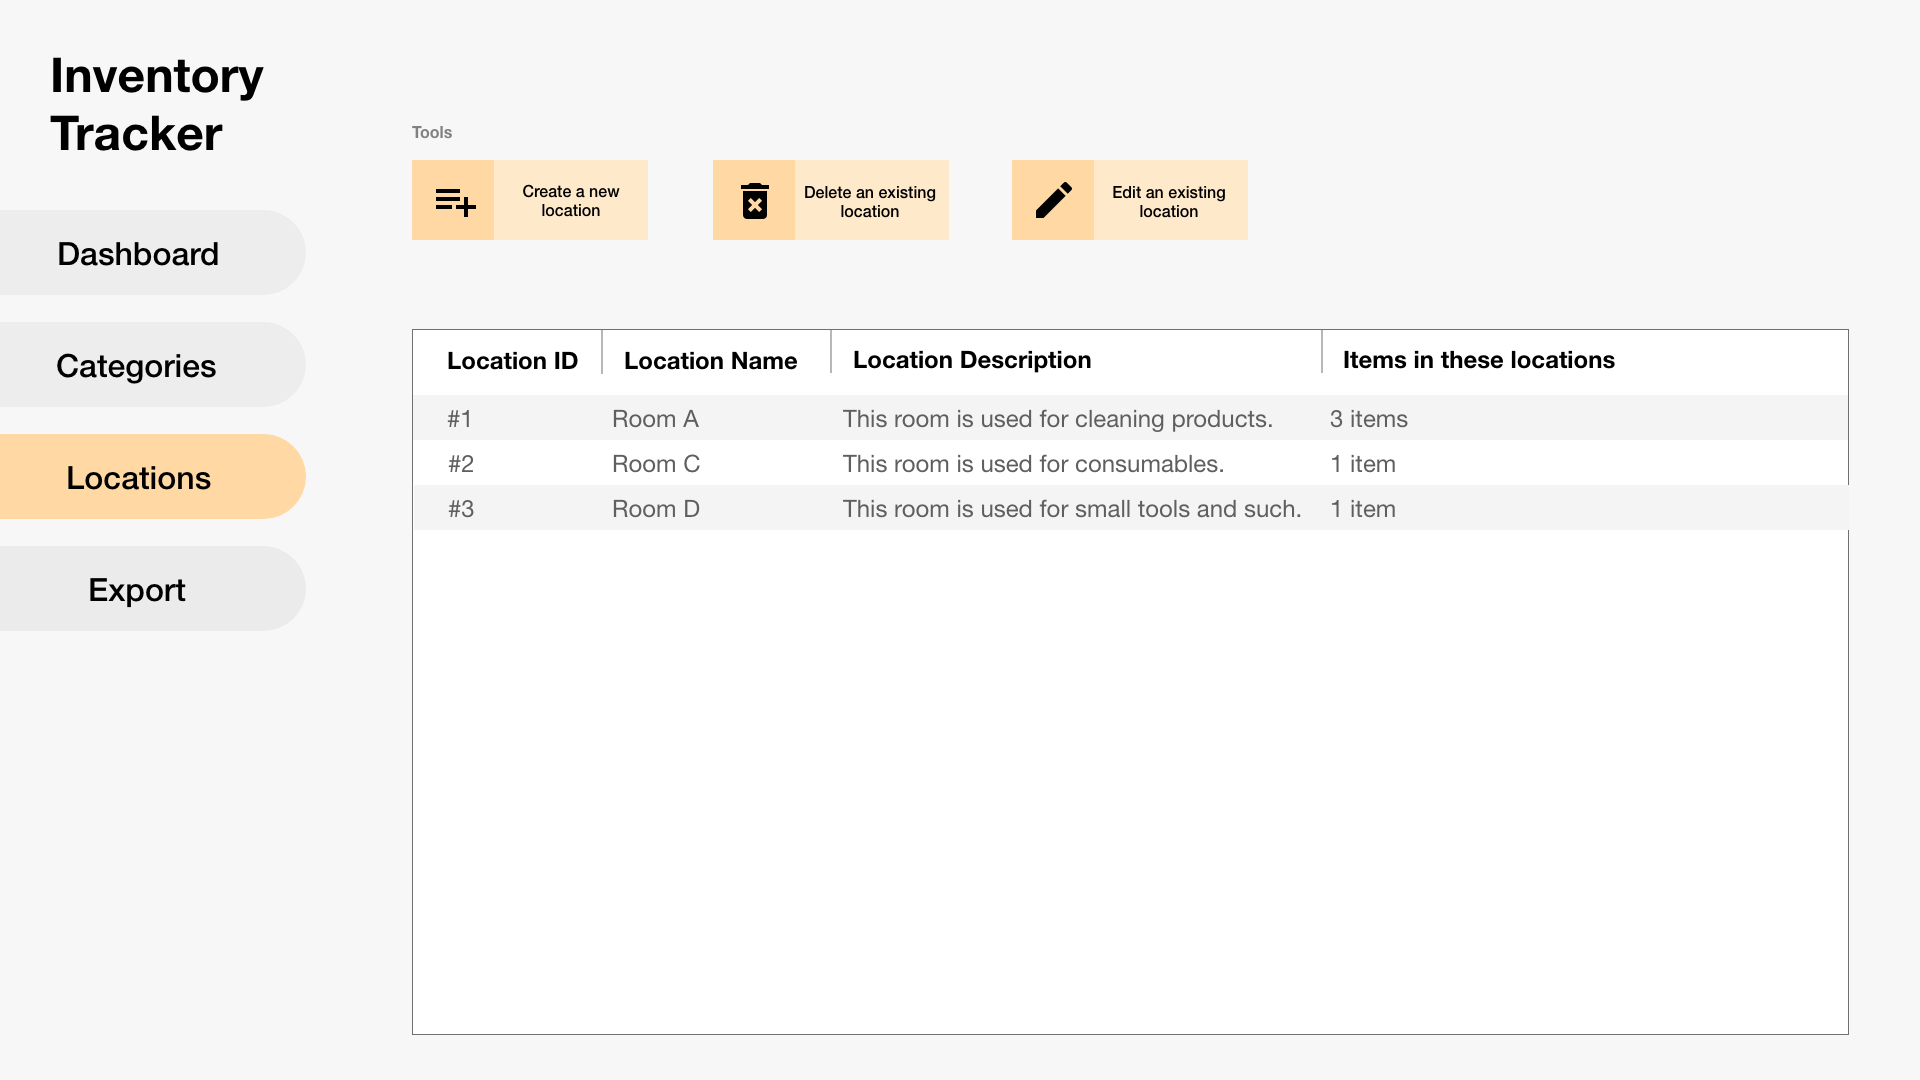 Inventory
Tracker
Dashboard
Categories
Locations
Export
Tools
Create a new
location
Delete an existing
location
Edit an existing
location
Location ID Location Name Location Description Items in these locations
#1 Room A This room is used for cleaning products. 3 items
#2 Room C This room is used for consumables. 1 item
#3 Room D This room is used for small tools and such. 1 item